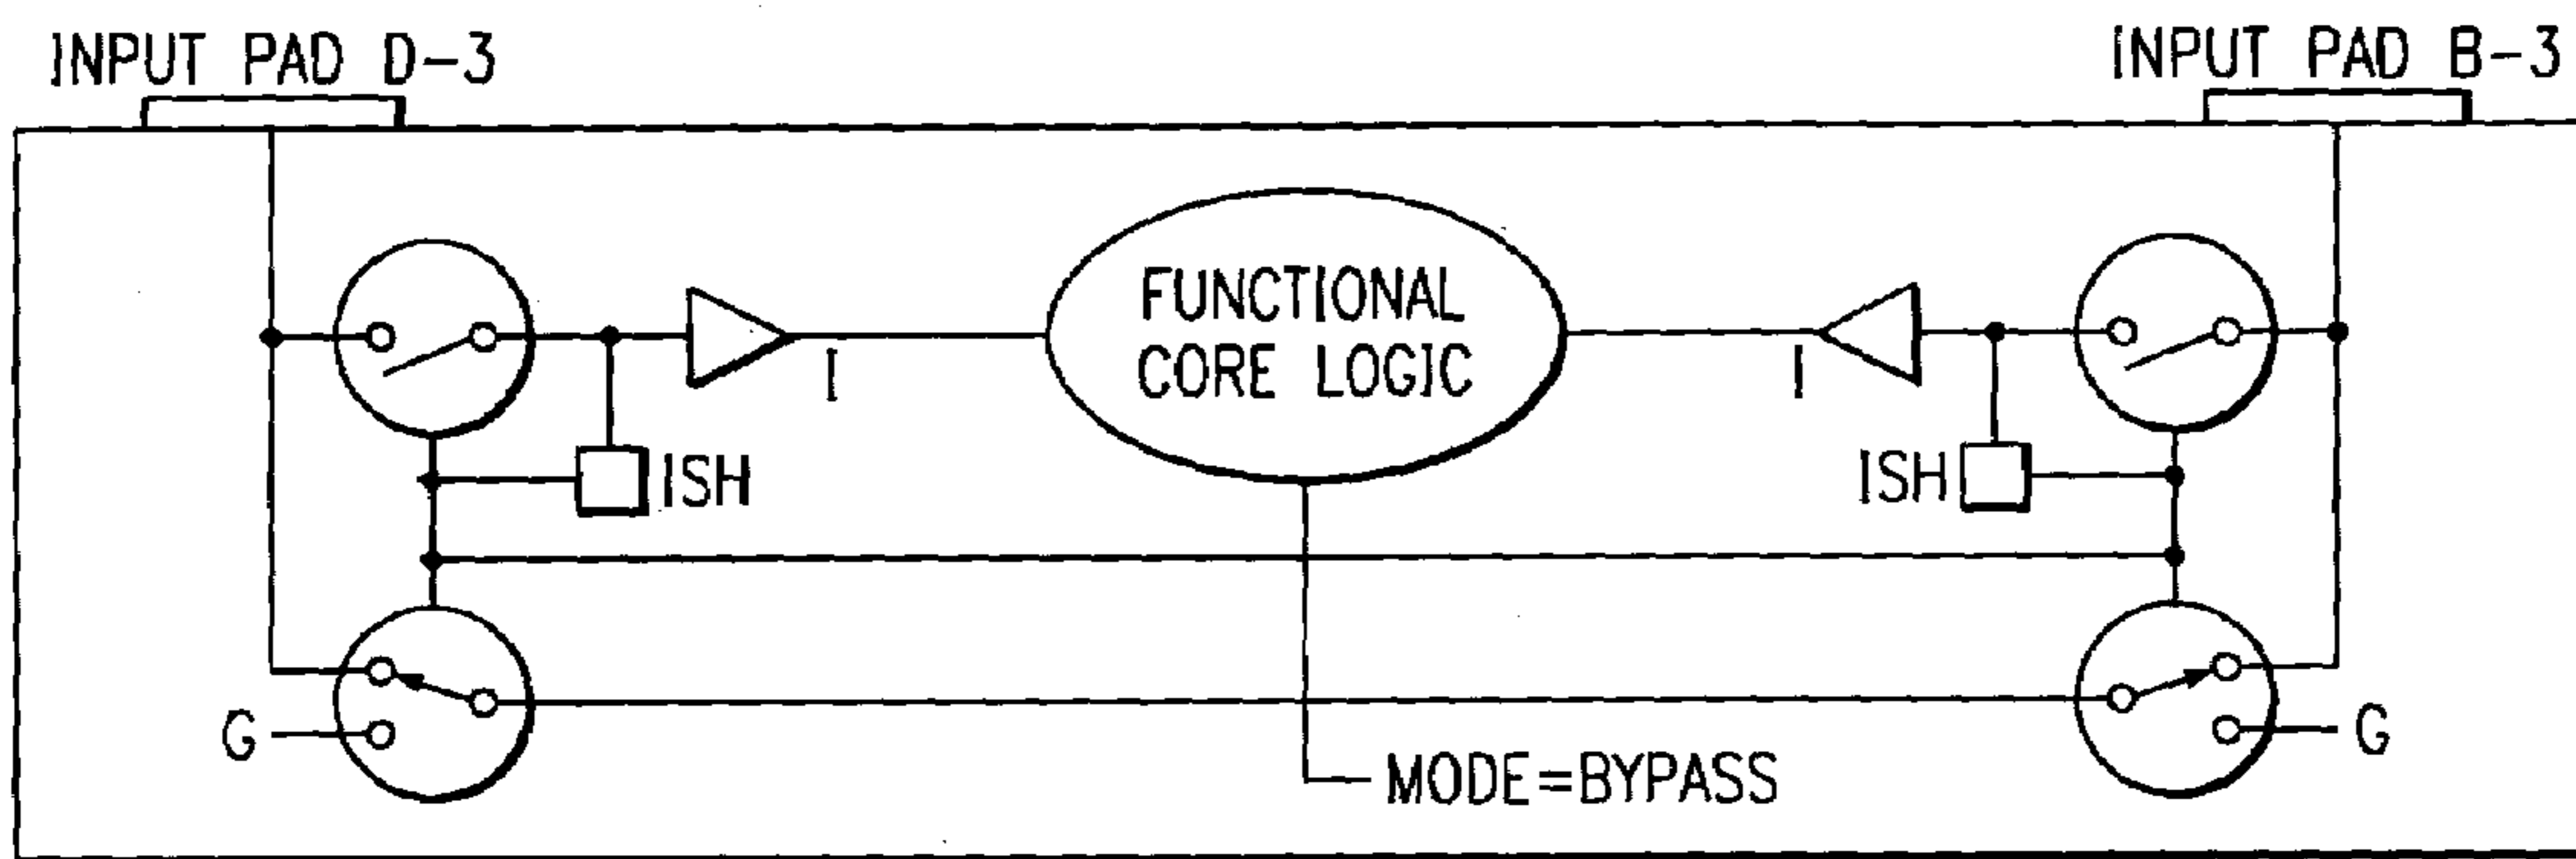 INPUT PAD D-3
INPUT PAD B-3
FUNCTIONAL
CORE LOGIC
I
I
ISH
ISH
G
G
MODE=BYPASS